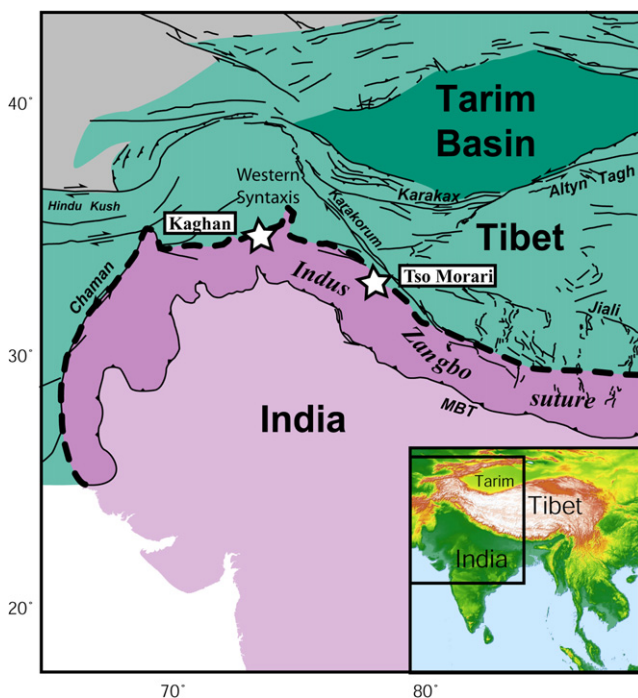 40°
30°
20°
70°
80°
Tarim
Basin
Western
Syntaxis
Hindu Kush
Kaghan
Karakax
Altyn Tagh
Karakorum
Tibet
Tso Morari
Chaman
Indus
Jiali
Zangbo
suture
MBT
India
Tarim
Tibet
India